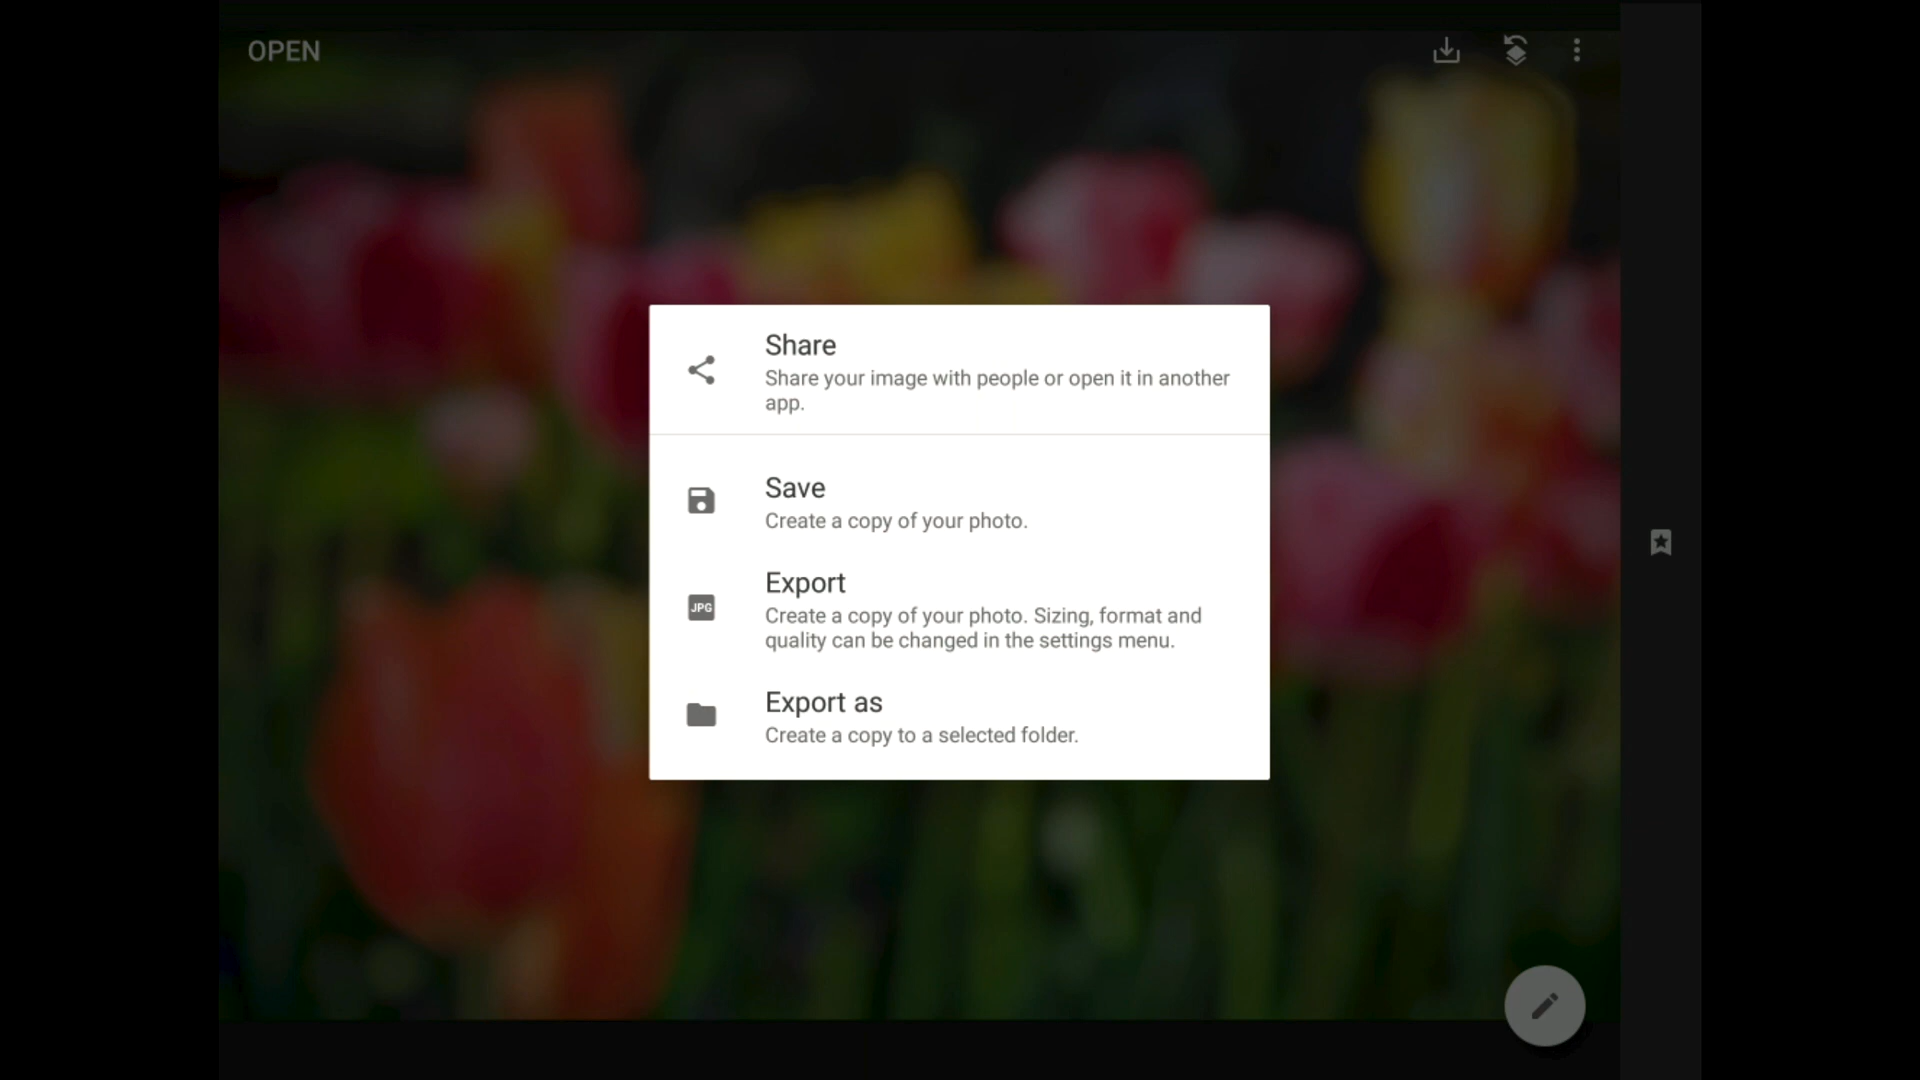 OPEN
Share
Share your image with people or open it in another
app.
Save
Create a copy of your photo.
JPG
Export
Create a copy of your photo. Sizing, format and
quality can be changed in the settings menu.
Export as
Create a copy to a selected folder.